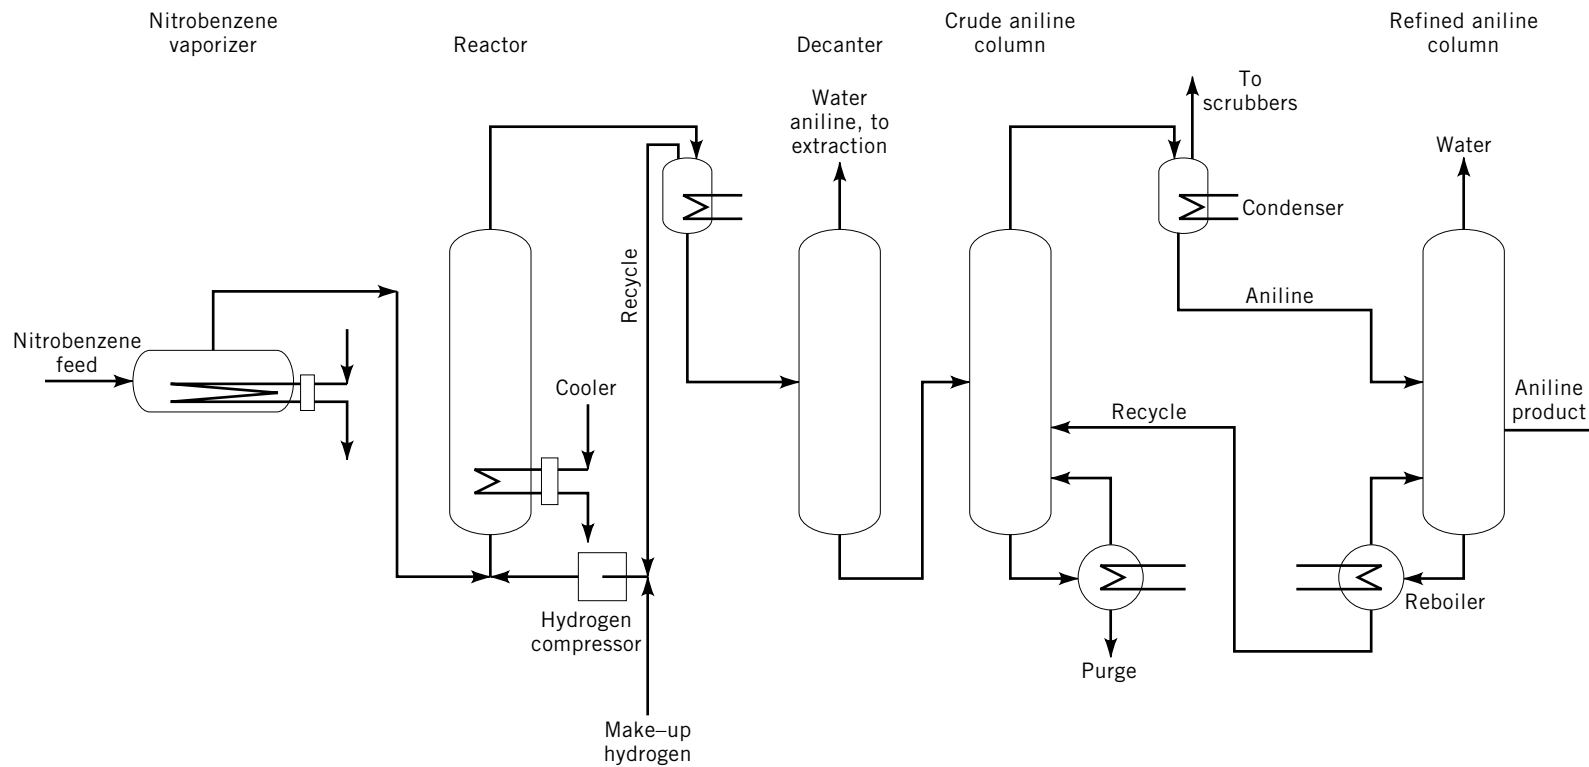 Nitrobenzene
vaporizer
Reactor
Decanter
Crude aniline
column
Refined aniline
column
To
scrubbers
Water
aniline, to
extraction
Water
Condenser
Recycle
Aniline
Nitrobenzene
feed
Cooler
Aniline
product
Recycle
Hydrogen
compressor
Reboiler
Purge
Make–up
hydrogen